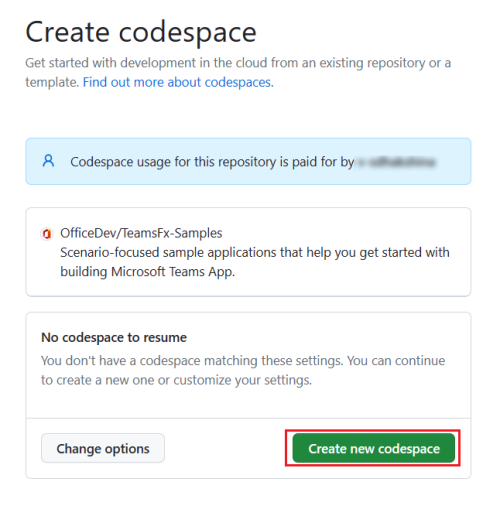 Create codespace
Get started with development in the cloud from an existing repository or a
template. Find out more about codespaces.
Codespace usage for this repository is paid for by
OfficeDev/TeamsFx-Samples
Scenario-focused sample applications that help you get started with
building Microsoft Teams App.
No codespace to resume
You don't have a codespace matching these settings. You can continue
to create a new one or customize your settings.
Change options
Create new codespace